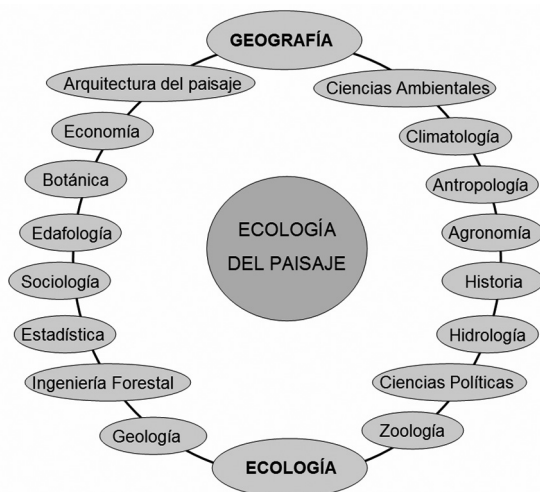 GEOGRAFÍA
Arquitectura del paisaje
Ciencias Ambientales
Economía
Climatología
Botánica
Antropología
Edafología
Agronomía
ECOLOGÍA
DEL PAISAJE
Sociología
Historia
Estadística
Hidrología
Ingeniería Forestal
Ciencias Políticas
Geología
Zoología
ECOLOGÍA